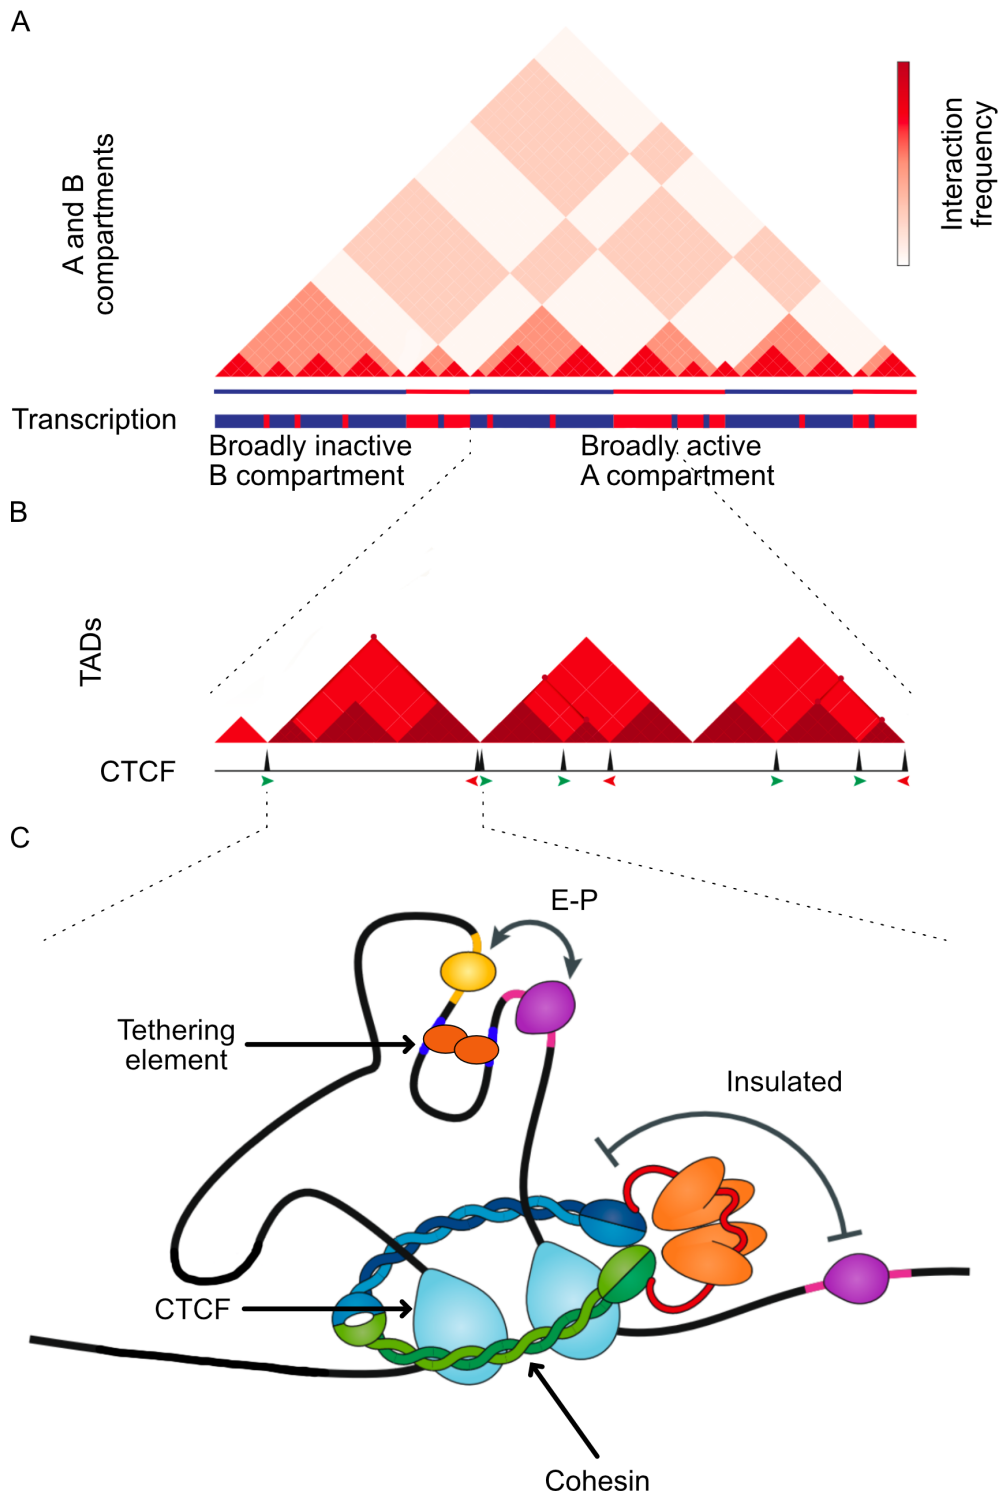 A
A and B
compartments
Interaction
frequency
Transcription
Broadly inactive
B compartment
Broadly active
A compartment
B
TADs
CTCF
C
E-P
Tethering
element
Insulated
CTCF
Cohesin